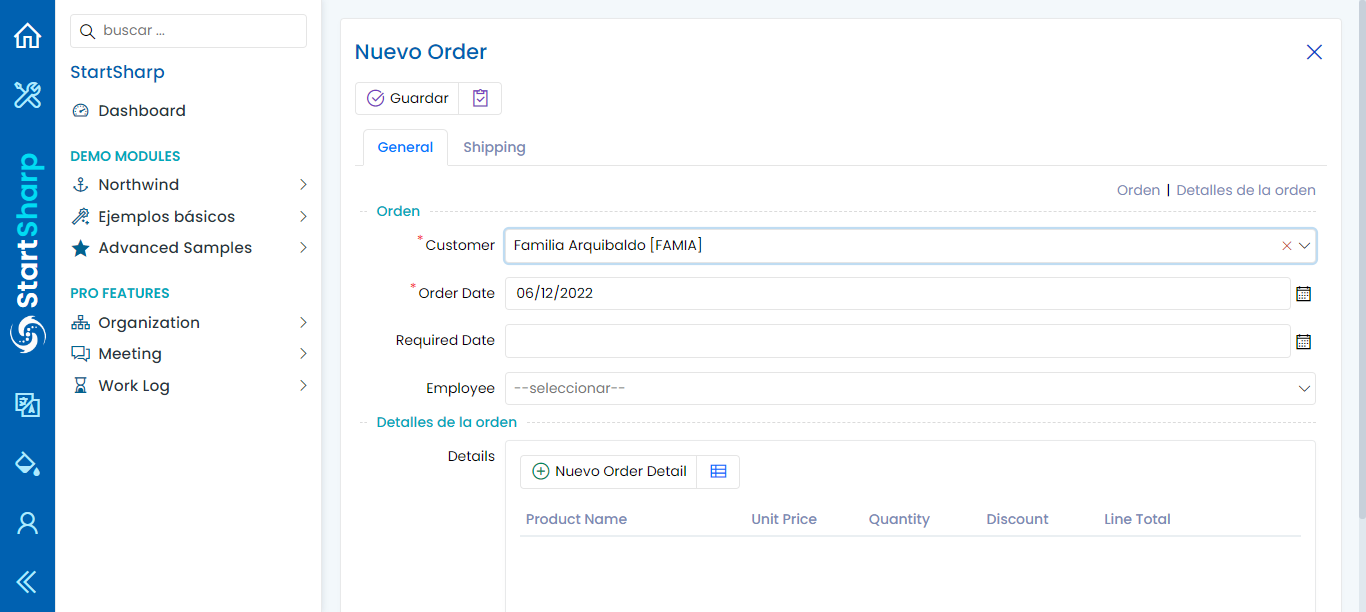 buscar ...
StartSharp
Dashboard
DEMO MODULES
Northwind
Ejemplos básicos
Advanced Samples
PRO FEATURES
Organization
Meeting
Work Log
StartSharp
Nuevo Order
Guardar
General Shipping
Orden | Detalles de la orden
Orden
*Customer Familia Arquibaldo [FAMIA]
*Order Date 06/12/2022
Required Date
Employee --seleccionar--
Detalles de la orden
Details
Nuevo Order Detail
Product Name Unit Price Quantity Discount Line Total